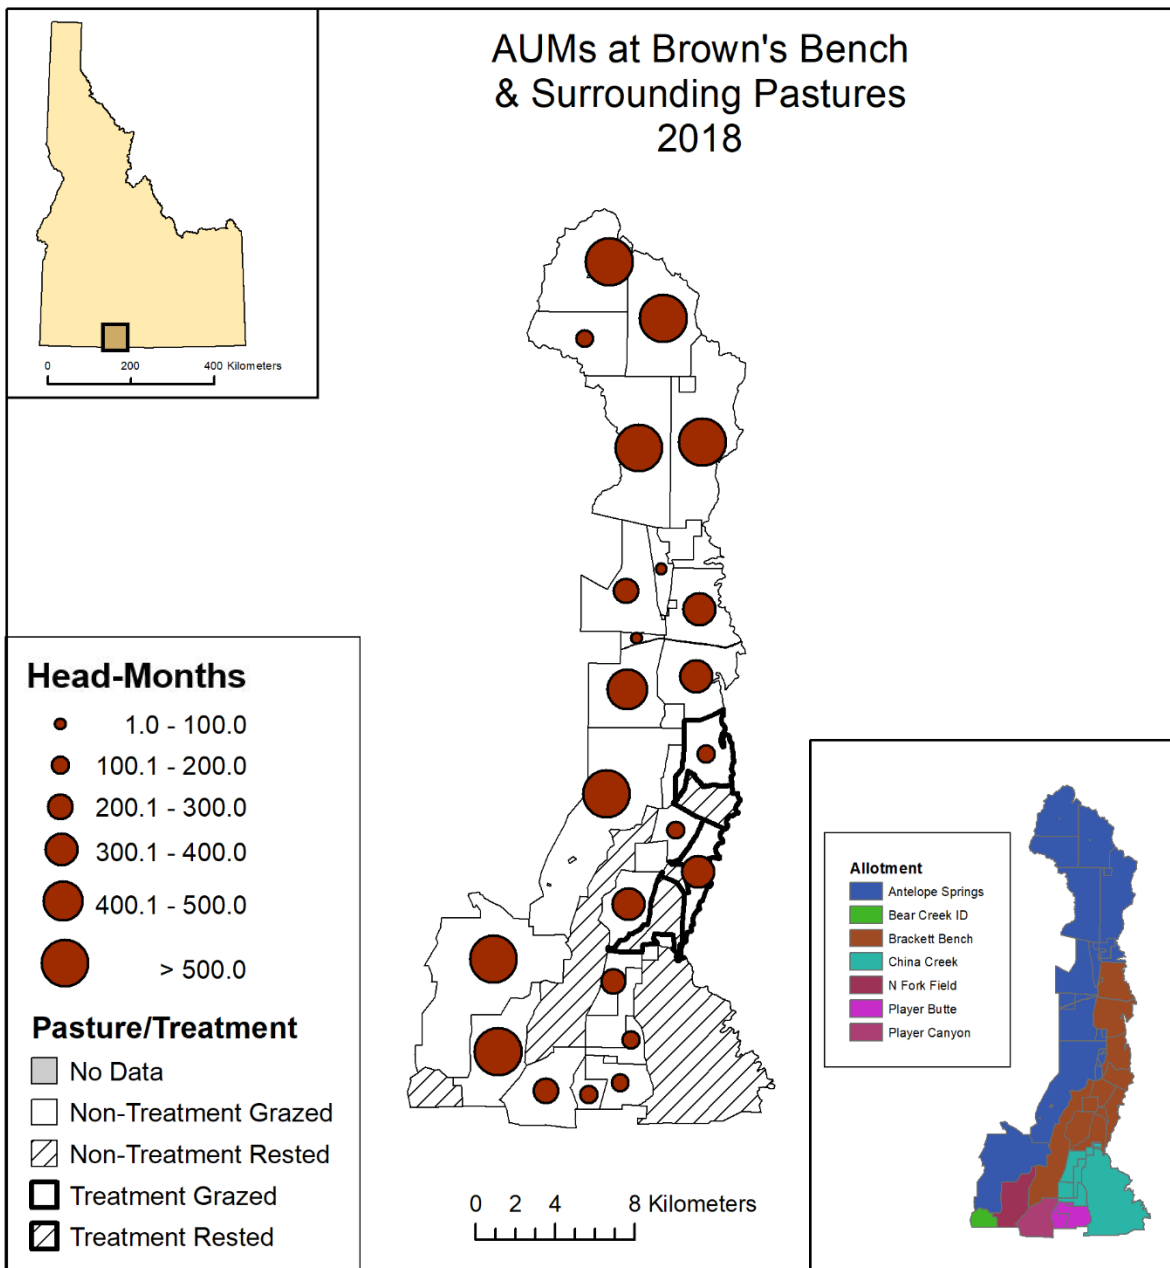 AUMs at Brown's Bench
& Surrounding Pastures
2018
0 200 400 Kilometers
Head-Months
1.0 - 100.0
100.1 - 200.0
200.1 - 300.0
300.1 - 400.0
400.1 - 500.0
> 500.0
Pasture/Treatment
No Data
Non-Treatment Grazed
Non-Treatment Rested
Treatment Grazed
Treatment Rested
0 2 4 8 Kilometers
Allotment
Antelope Springs
Bear Creek ID
Brackett Bench
China Creek
N Fork Field
Player Butte
Player Canyon